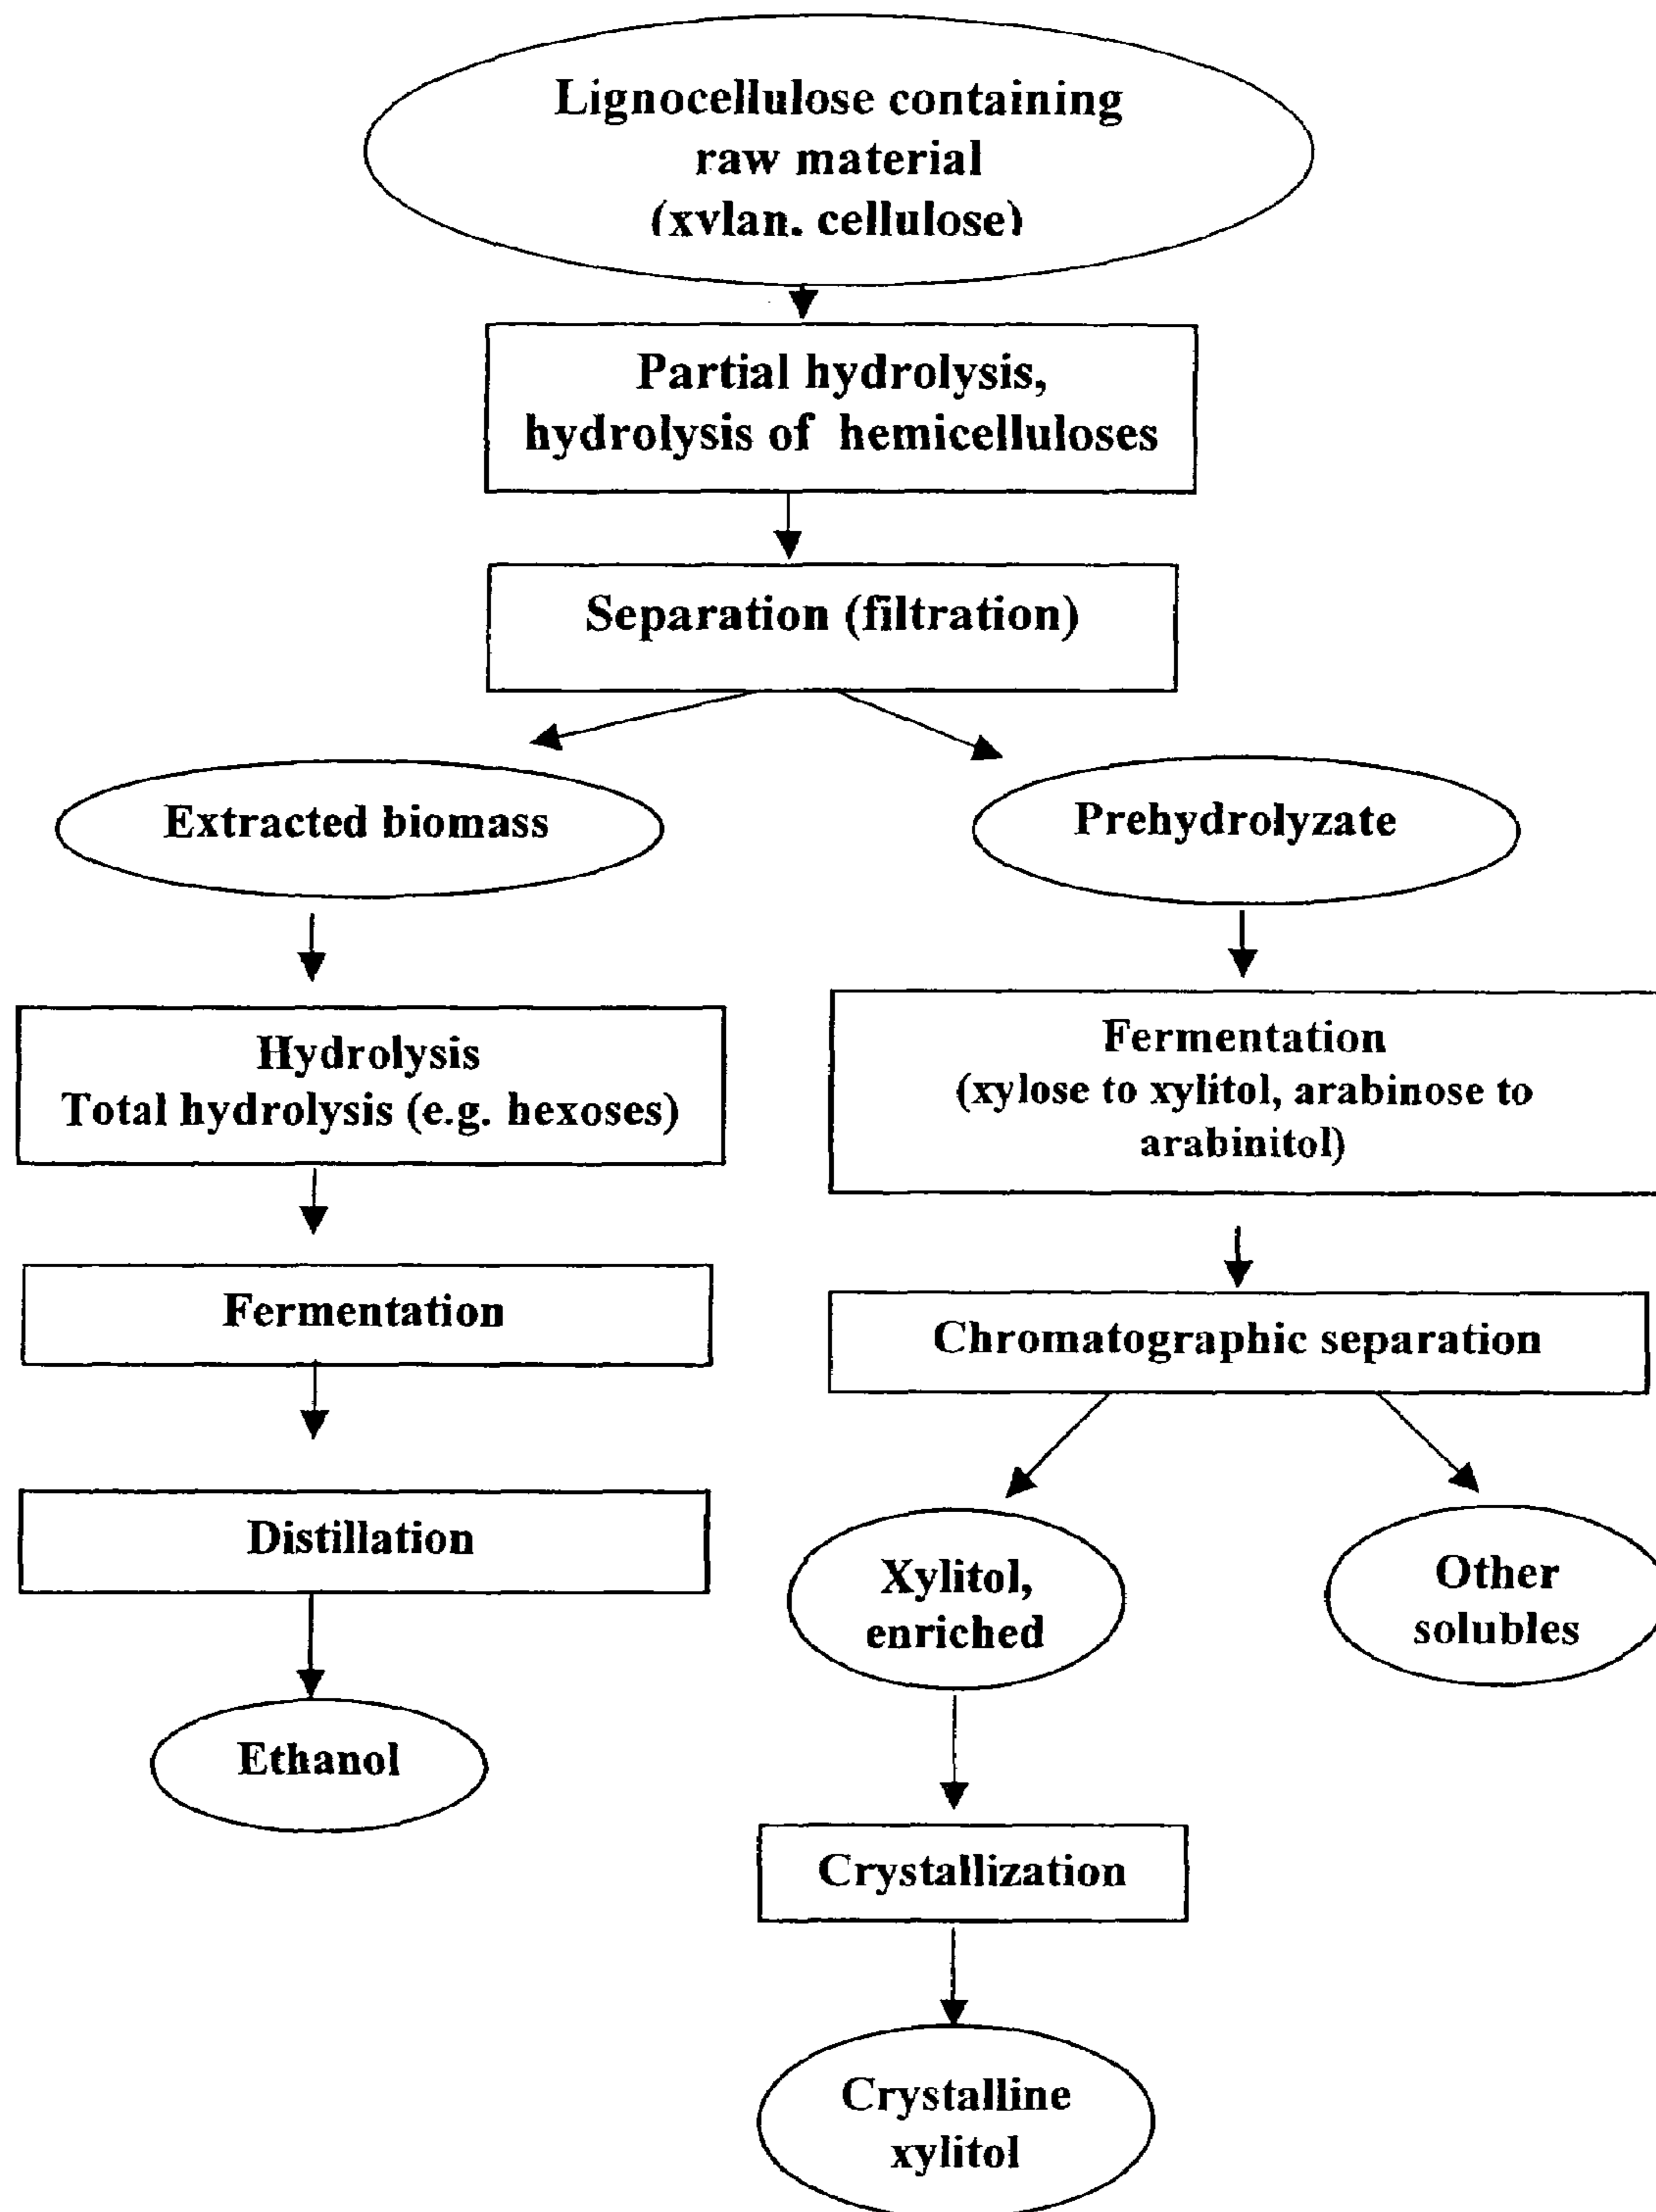 Lignocellulose containing
raw material
(xylan, cellulose)
Partial hydrolysis,
hydrolysis of hemicelluloses
Separation (filtration)
Extracted biomass
Prehydrolyzate
Hydrolysis
Total hydrolysis (e.g. hexoses)
Fermentation
(xylose to xylitol, arabinose to
arabinitol)
Fermentation
Chromatographic separation
Distillation
Xylitol,
enriched
Other
solubles
Ethanol
Crystallization
Crystalline
xylitol